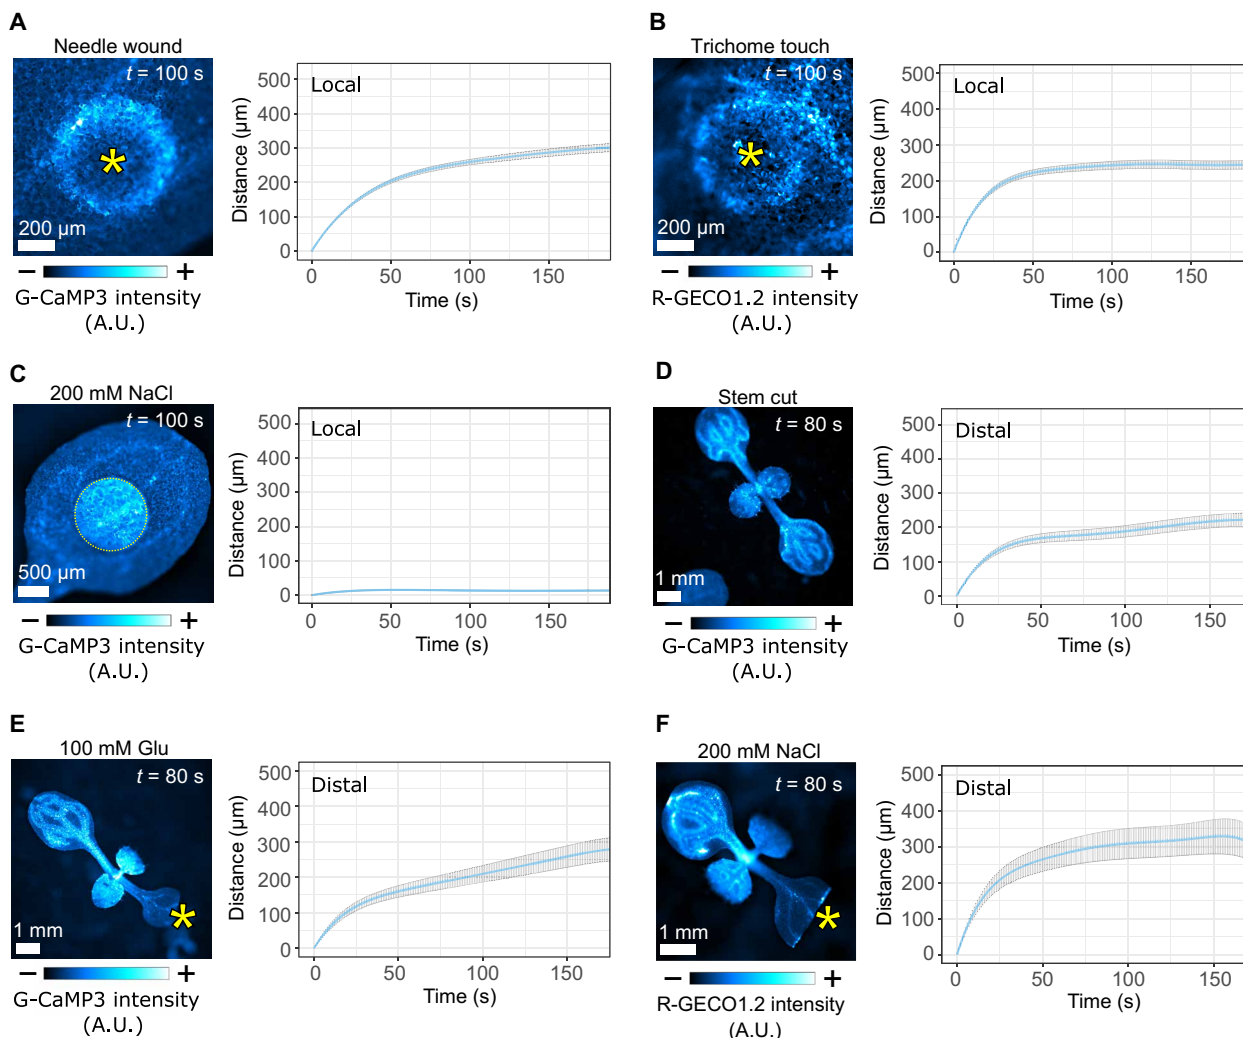 A
Needle wound
t = 100 s
200 µm
− +
G-CaMP3 intensity
(A.U.)
Local
Distance (µm)
500
400
300
200
100
0
0 50 100 150
Time (s)
B
Trichome touch
t = 100 s
200 µm
− +
R-GECO1.2 intensity
(A.U.)
Local
Distance (µm)
500
400
300
200
100
0
0 50 100 150
Time (s)
C
200 mM NaCl
t = 100 s
500 µm
− +
G-CaMP3 intensity
(A.U.)
Local
Distance (µm)
500
400
300
200
100
0
0 50 100 150
Time (s)
D
Stem cut
t = 80 s
1 mm
− +
G-CaMP3 intensity
(A.U.)
Distal
Distance (µm)
500
400
300
200
100
0
0 50 100 150
Time (s)
E
100 mM Glu
t = 80 s
1 mm
− +
G-CaMP3 intensity
(A.U.)
Distal
Distance (µm)
500
400
300
200
100
0
0 50 100 150
Time (s)
F
200 mM NaCl
t = 80 s
1 mm
− +
R-GECO1.2 intensity
(A.U.)
Distal
Distance (µm)
500
400
300
200
100
0
0 50 100 150
Time (s)